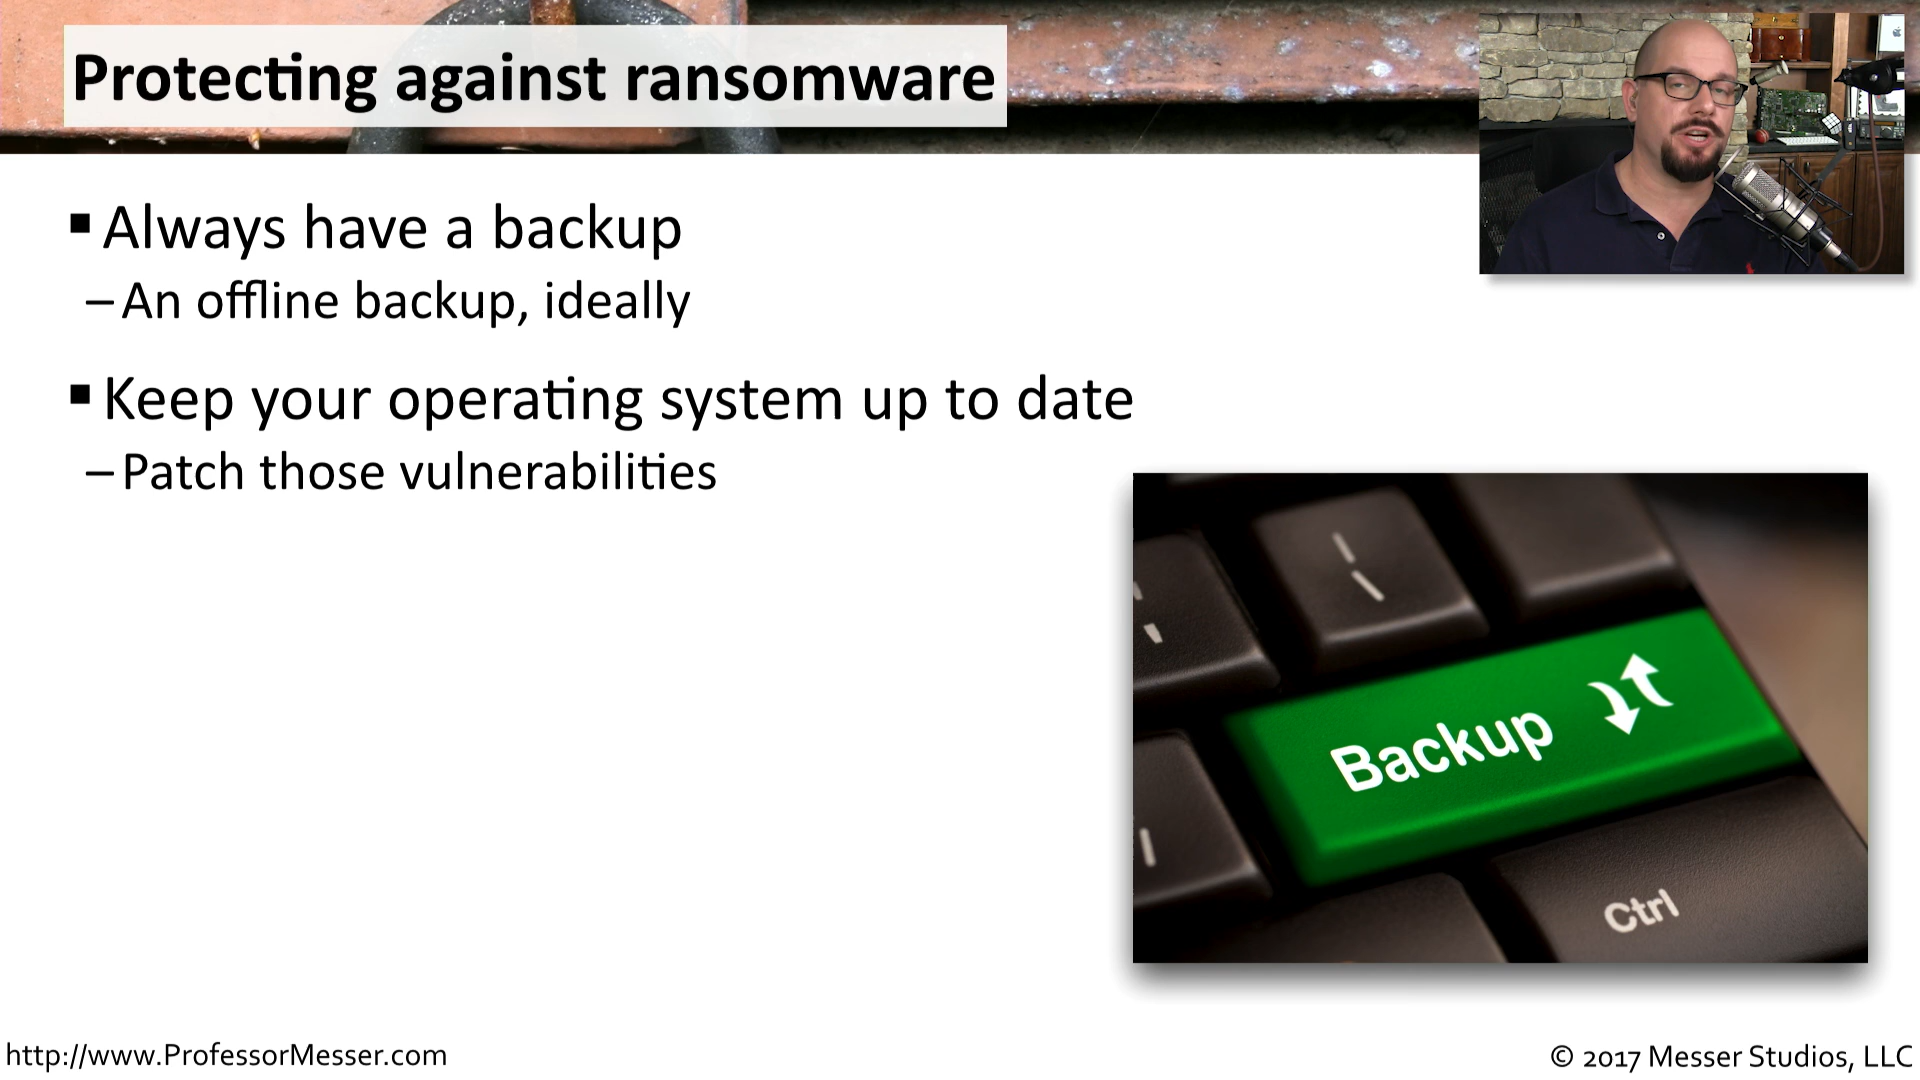 Protecting against ransomware
▪ Always have a backup
– An offline backup, ideally
▪ Keep your operating system up to date
– Patch those vulnerabilities
Backup
Ctrl
http://www.ProfessorMesser.com
© 2017 Messer Studios, LLC